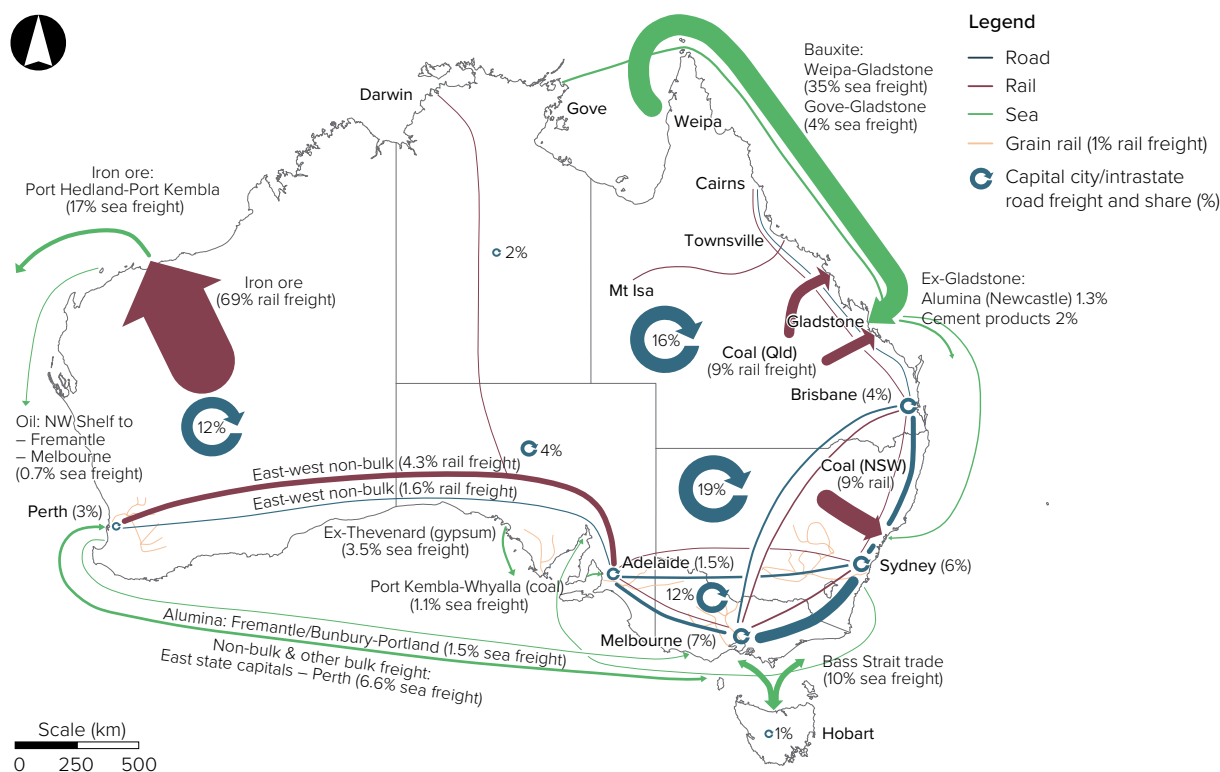 Legend
Road
Rail
Sea
Grain rail (1% rail freight)
Capital city/intrastate
road freight and share (%)
Bauxite:
Weipa-Gladstone
(35% sea freight)
Gove-Gladstone
(4% sea freight)
Darwin
Gove
Weipa
Iron ore:
Port Hedland-Port Kembla
(17% sea freight)
Cairns
Townsville
2%
Mt Isa
Iron ore
(69% rail freight)
Ex-Gladstone:
Alumina (Newcastle) 1.3%
Cement products 2%
Gladstone
16%
Coal (Qld)
(9% rail freight)
Brisbane (4%)
12%
Oil: NW Shelf to
– Fremantle
– Melbourne
(0.7% sea freight)
4%
East-west non-bulk (4.3% rail freight)
East-west non-bulk (1.6% rail freight)
19%
Coal (NSW)
(9% rail)
Perth (3%)
Ex-Thevenard (gypsum)
(3.5% sea freight)
Adelaide (1.5%)
Sydney (6%)
Port Kembla-Whyalla (coal)
(1.1% sea freight)
12%
Melbourne (7%)
Alumina: Fremantle/Bunbury-Portland (1.5% sea freight)
Non-bulk & other bulk freight:
East state capitals – Perth (6.6% sea freight)
Bass Strait trade
(10% sea freight)
1%
Hobart
Scale (km)
0 250 500